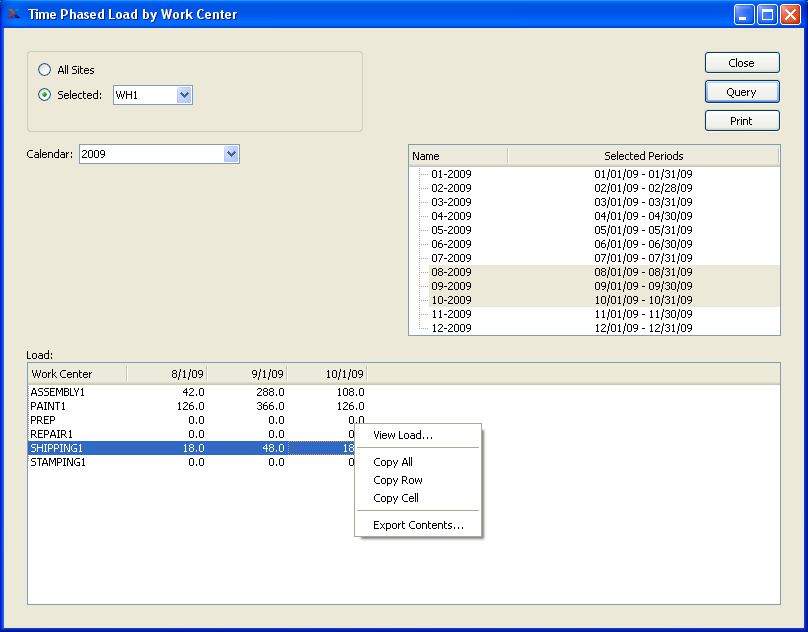 Time Phased Load by Work Center
All Sites
Selected: WH1
Close
Query
Print
Calendar: 2009
Name Selected Periods
01-2009 01/01/09 - 01/31/09
02-2009 02/01/09 - 02/28/09
03-2009 03/01/09 - 03/31/09
04-2009 04/01/09 - 04/30/09
05-2009 05/01/09 - 05/31/09
06-2009 06/01/09 - 06/30/09
07-2009 07/01/09 - 07/31/09
08-2009 08/01/09 - 08/31/09
09-2009 09/01/09 - 09/30/09
10-2009 10/01/09 - 10/31/09
11-2009 11/01/09 - 11/30/09
12-2009 12/01/09 - 12/31/09
Load:
Work Center 8/1/09 9/1/09 10/1/09
ASSEMBLY1 42.0 288.0 108.0
PAINT1 126.0 366.0 126.0
PREP 0.0 0.0 0.0
REPAIR1 0.0 0.0 0
SHIPPING1 18.0 48.0 18
STAMPING1 0.0 0.0 0
View Load...
Copy All
Copy Row
Copy Cell
Export Contents...